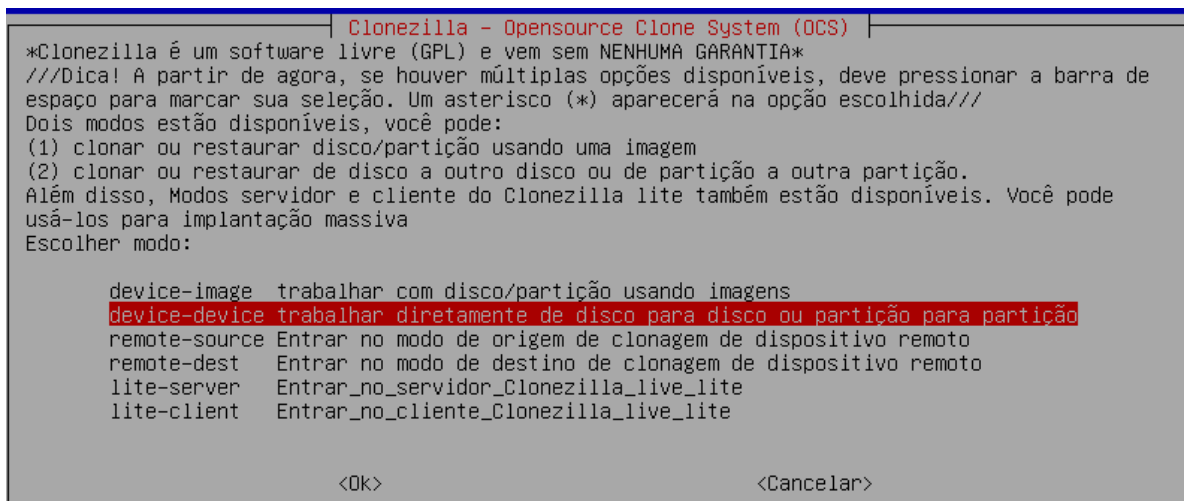 Clonezilla - Opensource Clone System (OCS)
*Clonezilla é um software livre (GPL) e vem sem NENHUMA GARANTIA*
///Dica! A partir de agora, se houver múltiplas opções disponíveis, deve pressionar a barra de
espaço para marcar sua seleção. Um asterisco (*) aparecerá na opção escolhida///
Dois modos estão disponíveis, você pode:
(1) clonar ou restaurar disco/partição usando uma imagem
(2) clonar ou restaurar de disco a outro disco ou de partição a outra partição.
Além disso, Modos servidor e cliente do Clonezilla lite também estão disponíveis. Você pode
usá-los para implantação massiva
Escolher modo:
device-image trabalhar com disco/partição usando imagens
device-device trabalhar diretamente de disco para disco ou partição para partição
remote-source Entrar no modo de origem de clonagem de dispositivo remoto
remote-dest Entrar no modo de destino de clonagem de dispositivo remoto
lite-server Entrar_no_servidor_Clonezilla_live_lite
lite-client Entrar_no_cliente_Clonezilla_live_lite
<Ok> <Cancelar>